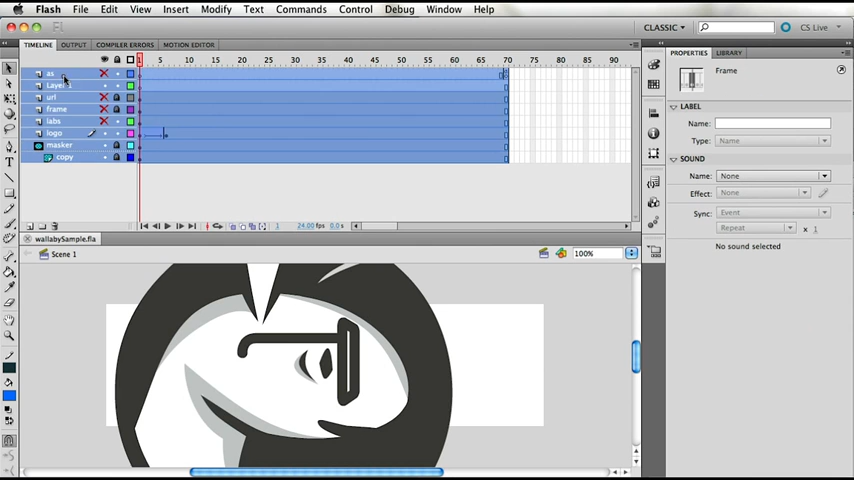 Flash File Edit View Insert Modify Text Commands Control Debug Window Help
CLASSIC CS Live
TIMELINE OUTPUT COMPILER ERRORS MOTION EDITOR
PROPERTIES LIBRARY
1 5 10 15 20 25 30 35 40 45 50 55 60 65 70 75 80 85 90
as
url
frame
labs
logo
masker
copy
Frame
LABEL
Name:
Type: Name
SOUND
Name: None
Effect: None
Sync: Event
Repeat x 1
No sound selected
1 24.00 fps 0.0 s
wallabySample.fla
Scene 1 100%